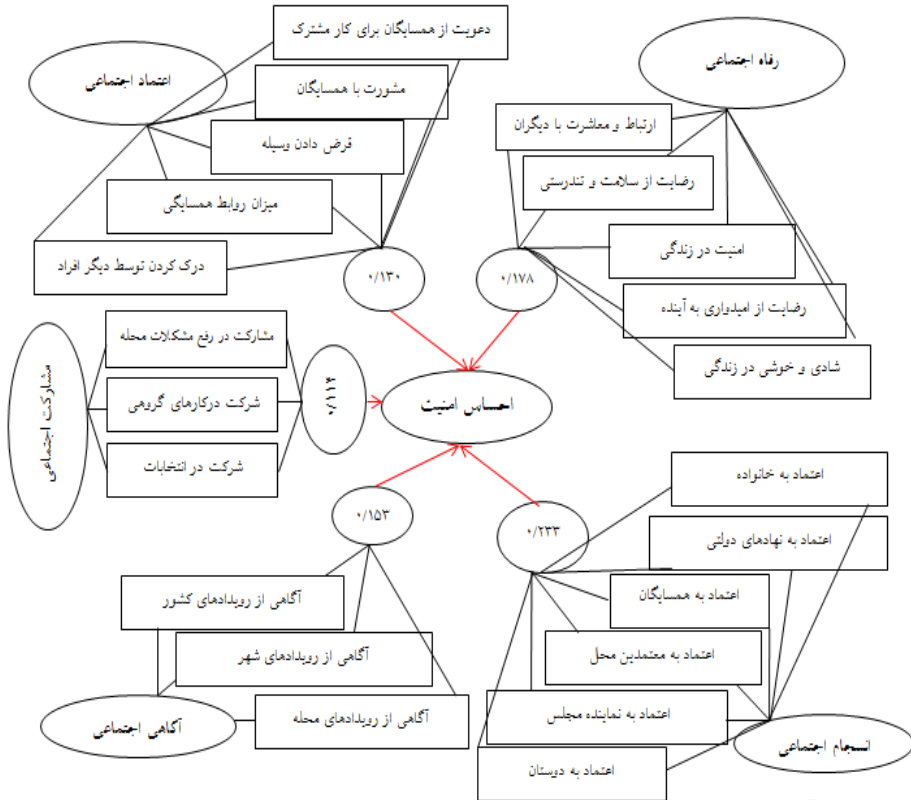 رفاه اجتماعی
ارتباط و معاشرت با دیگران
رضایت از سلامت و تندرستی
امنیت در زندگی
رضایت از امیدواری به آینده
شادی و خوشی در زندگی
۰/۱۷۸
اعتماد اجتماعی
دعویت از همسایگان برای کار مشترک
مشورت با همسایگان
قرض دادن وسیله
میزان روابط همسایگی
درک کردن توسط دیگر افراد
۰/۱۳۰
احساس امنیت
مشارکت اجتماعی
مشارکت در رفع مشکلات محله
شرکت درکارهای گروهی
شرکت در انتخابات
۰/۱۱۴
اعتماد به خانواده
اعتماد به نهادهای دولتی
اعتماد به همسایگان
اعتماد به معتمدین محل
اعتماد به نماینده مجلس
اعتماد به دوستان
انسجام اجتماعی
۰/۲۳۳
۰/۱۵۳
آگاهی از رویدادهای کشور
آگاهی از رویدادهای شهر
آگاهی از رویدادهای محله
آگاهی اجتماعی